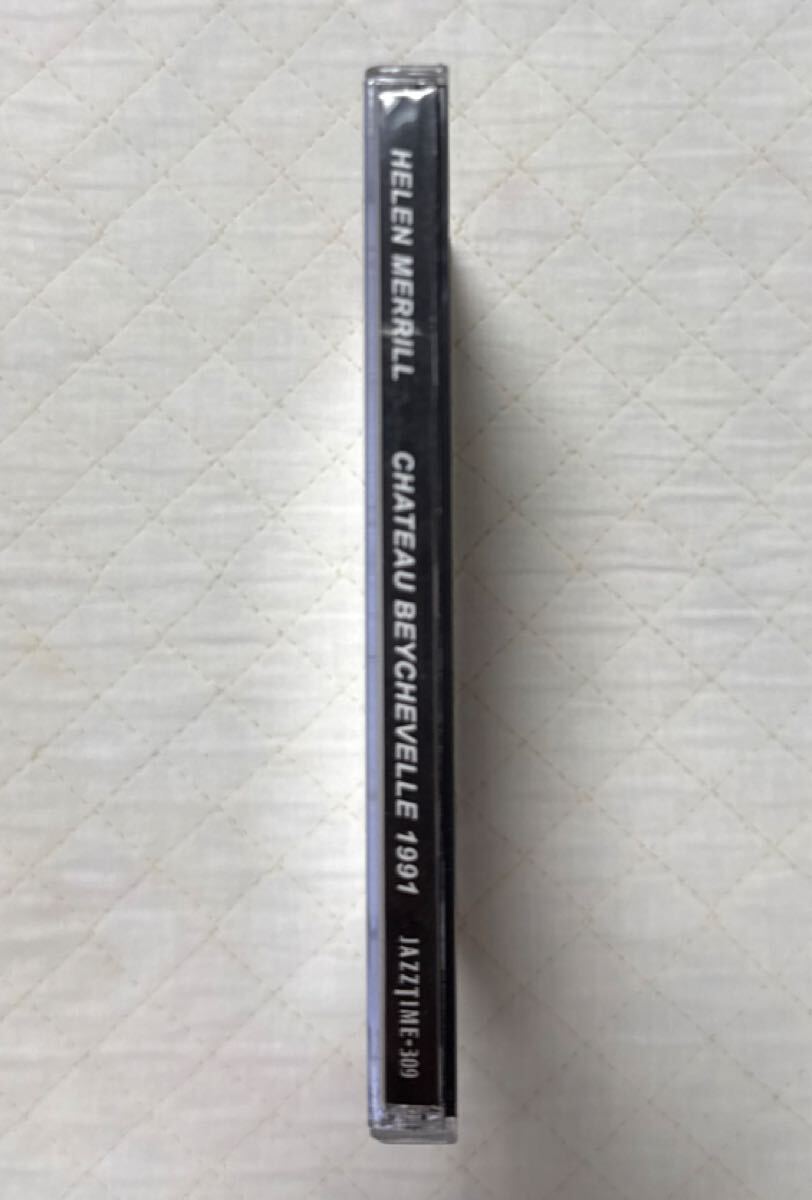 HELEN MERRILL CHATEAU BEYCHEVELLE 1991 JAZZTIME•309